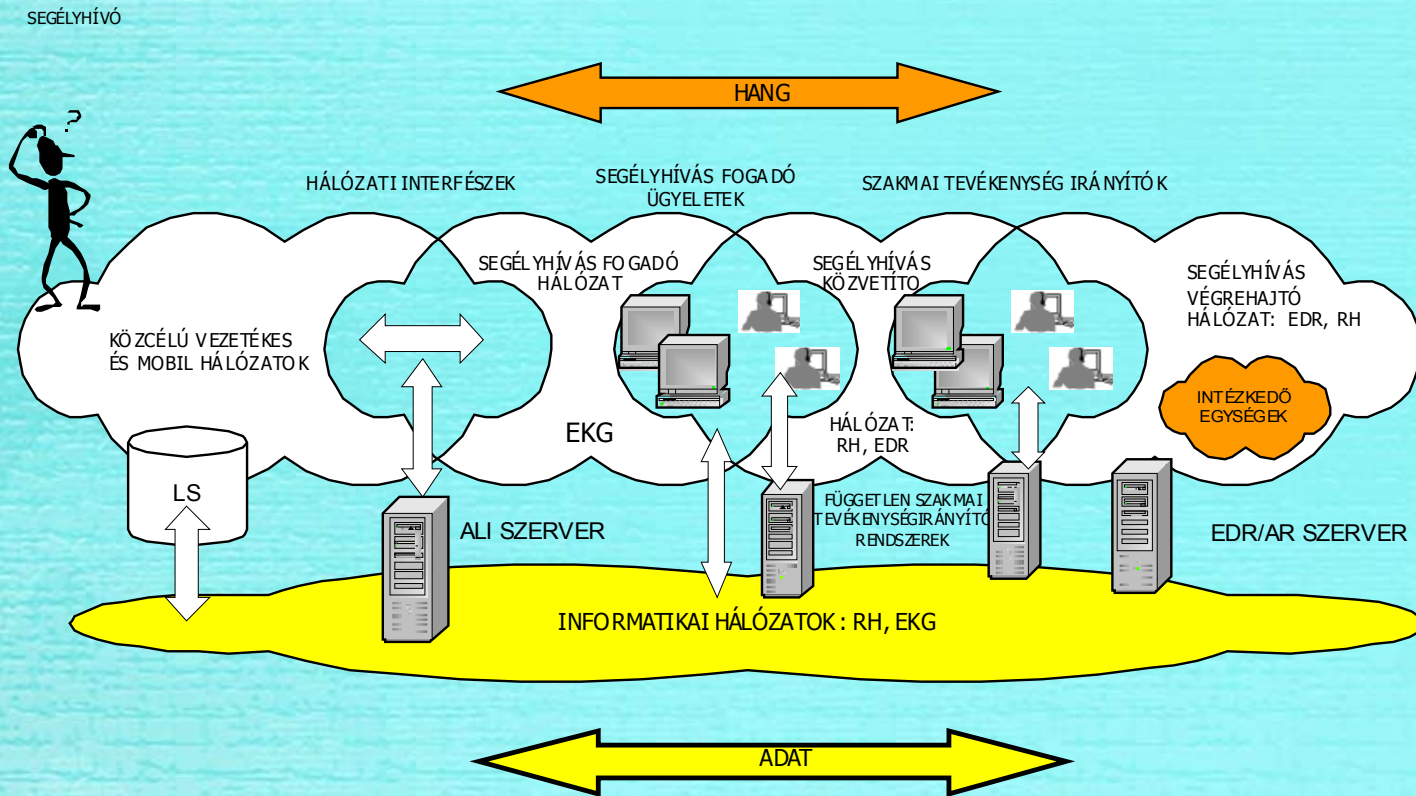 SEGÉLYHÍVÓ
HANG
HÁLÓZATI INTERFÉSZEK
SEGÉLYHÍVÁS FOGADÓ
ÜGYELETEK
SZAKMAI TEVÉKENYSÉG IRÁNYÍTÓK
SEGÉLYHÍVÁS FOGADÓ
HÁLÓZAT
SEGÉLYHÍVÁS
KÖZVETÍTO
SEGÉLYHÍVÁS
VÉGREHAJTÓ
HÁLÓZAT: EDR, RH
KÖZCÉLÚ VEZETÉKES
ÉS MOBIL HÁLÓZATOK
INTÉZKEDŐ
EGYSÉGEK
EKG
HÁLÓZAT:
RH, EDR
LS
ALI SZERVER
FÜGGETLEN SZAKMAI
TEVÉKENYSÉGIRÁNYÍTÓ
RENDSZEREK
EDR/AR SZERVER
INFORMATIKAI HÁLÓZATOK: RH, EKG
ADAT